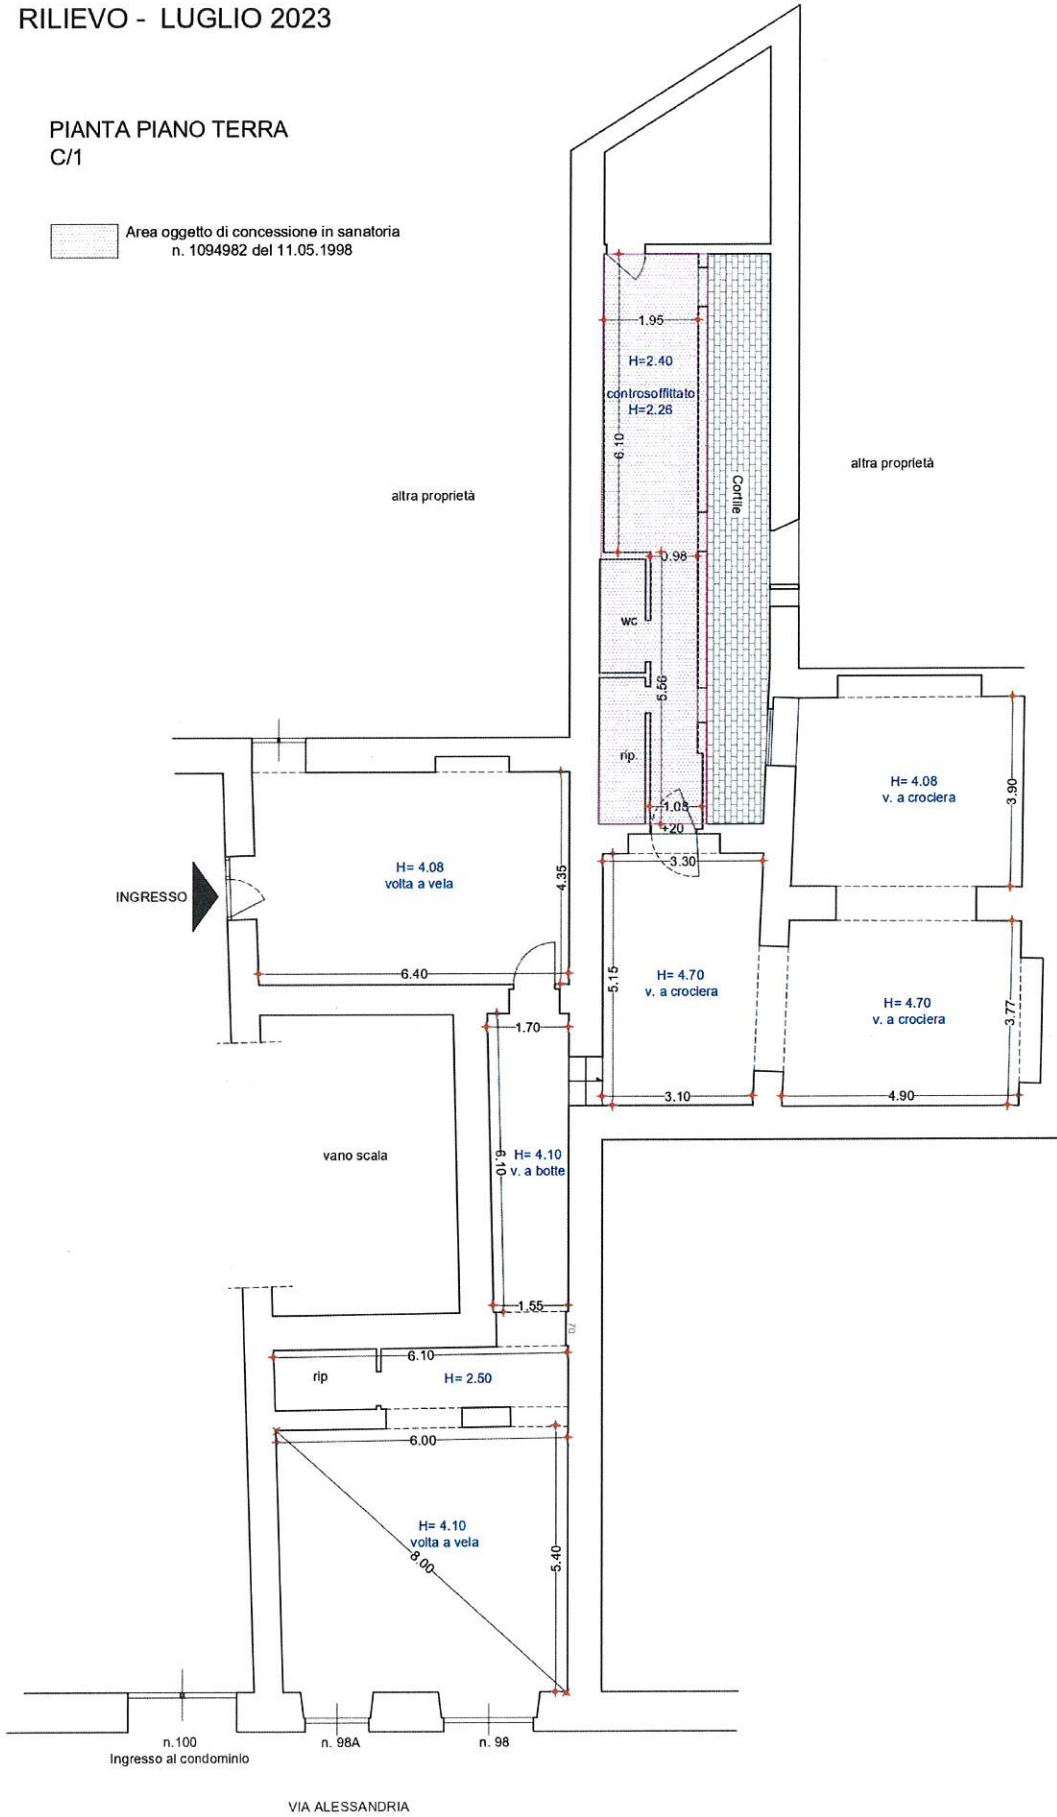 RILIEVO - LUGLIO 2023
PIANTA PIANO TERRA
C/1
Area oggetto di concessione in sanatoria
n. 1094982 del 11.05.1998
1.95
H=2.40
controsoffittato
H=2.26
6.10
Cortile
altra proprietà
altra proprietà
0.98
wc
5.56
rip.
1.08
+20
3.30
H= 4.08
v. a crociera
3.90
INGRESSO
H= 4.08
volta a vela
4.35
6.40
5.15
H= 4.70
v. a crociera
H= 4.70
v. a crociera
3.77
1.70
3.10
4.90
vano scala
6.10
H= 4.10
v. a botte
1.55
70
6.10
rip
H= 2.50
6.00
H= 4.10
volta a vela
8.00
5.40
n.100
Ingresso al condominio
n. 98A
n. 98
VIA ALESSANDRIA